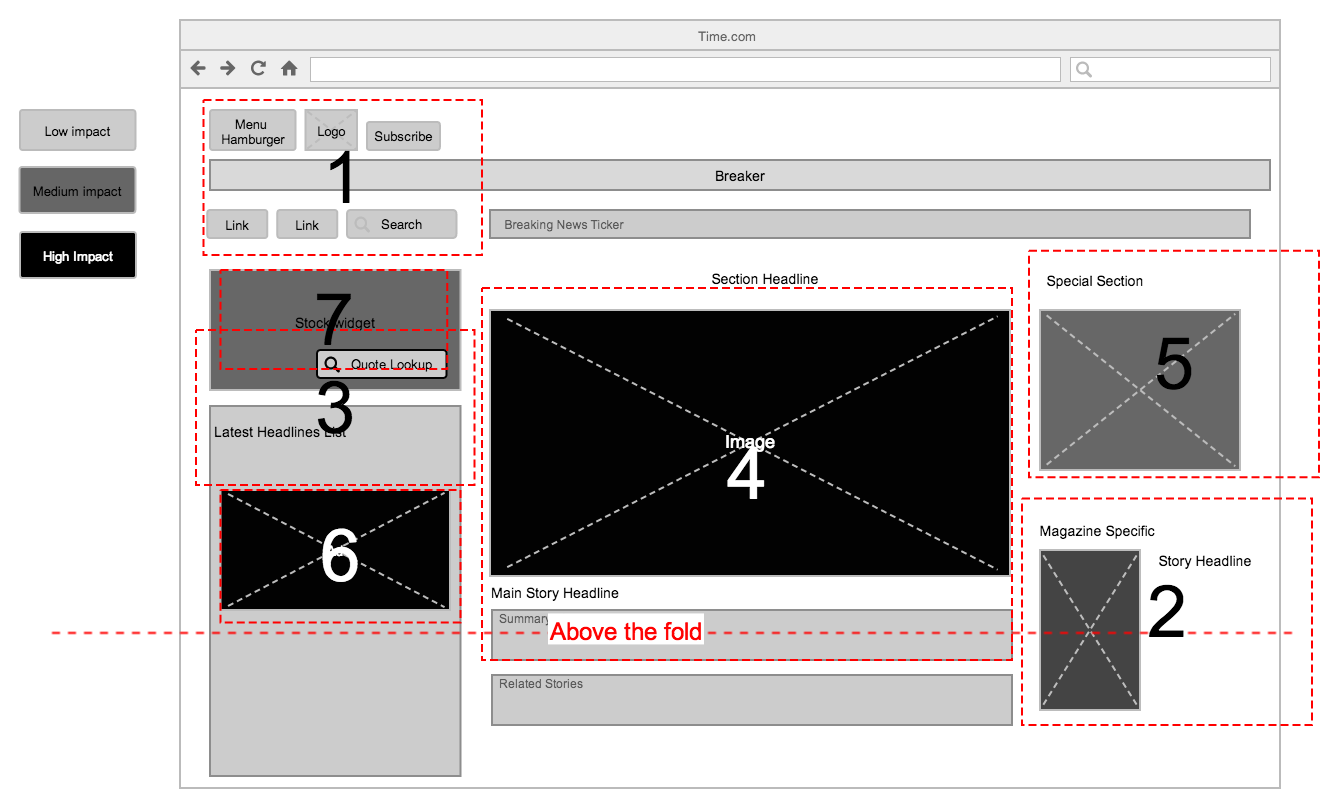 Time.com
Low impact
Medium impact
High Impact
Menu
Hamburger
Logo
Subscribe
1
Breaker
Link
Link
Search
Breaking News Ticker
Section Headline
Special Section
7
Stock widget
Quote Lookup
3
Latest Headlines List
Image
4
5
6
Magazine Specific
Story Headline
2
Main Story Headline
Summary
Above the fold
Related Stories